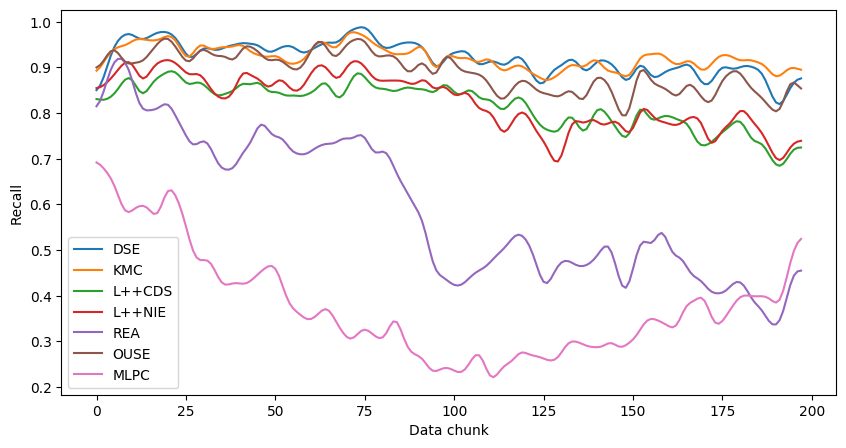 1.0
0.9
0.8
0.7
0.6
0.5
0.4
0.3
0.2
Recall
DSE
KMC
L++CDS
L++NIE
REA
OUSE
MLPC
0 25 50 75 100 125 150 175 200
Data chunk